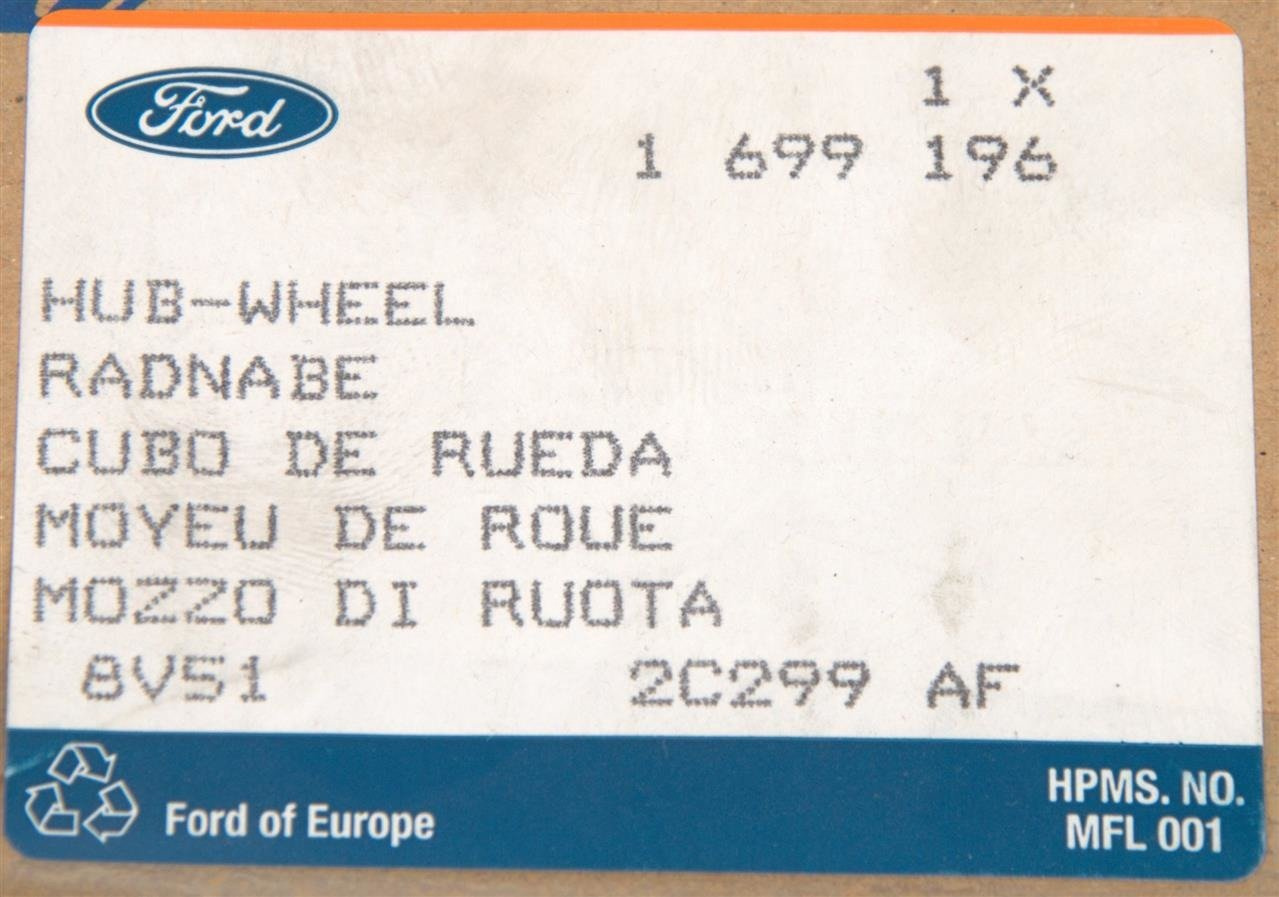 Ford
1 X
1 699 196
HUB-WHEEL
RADNABE
CUBO DE RUEDA
MOYEU DE ROUE
MOZZO DI RUOTA
8V51 2C299 AF
Ford of Europe
HPMS. NO.
MFL 001